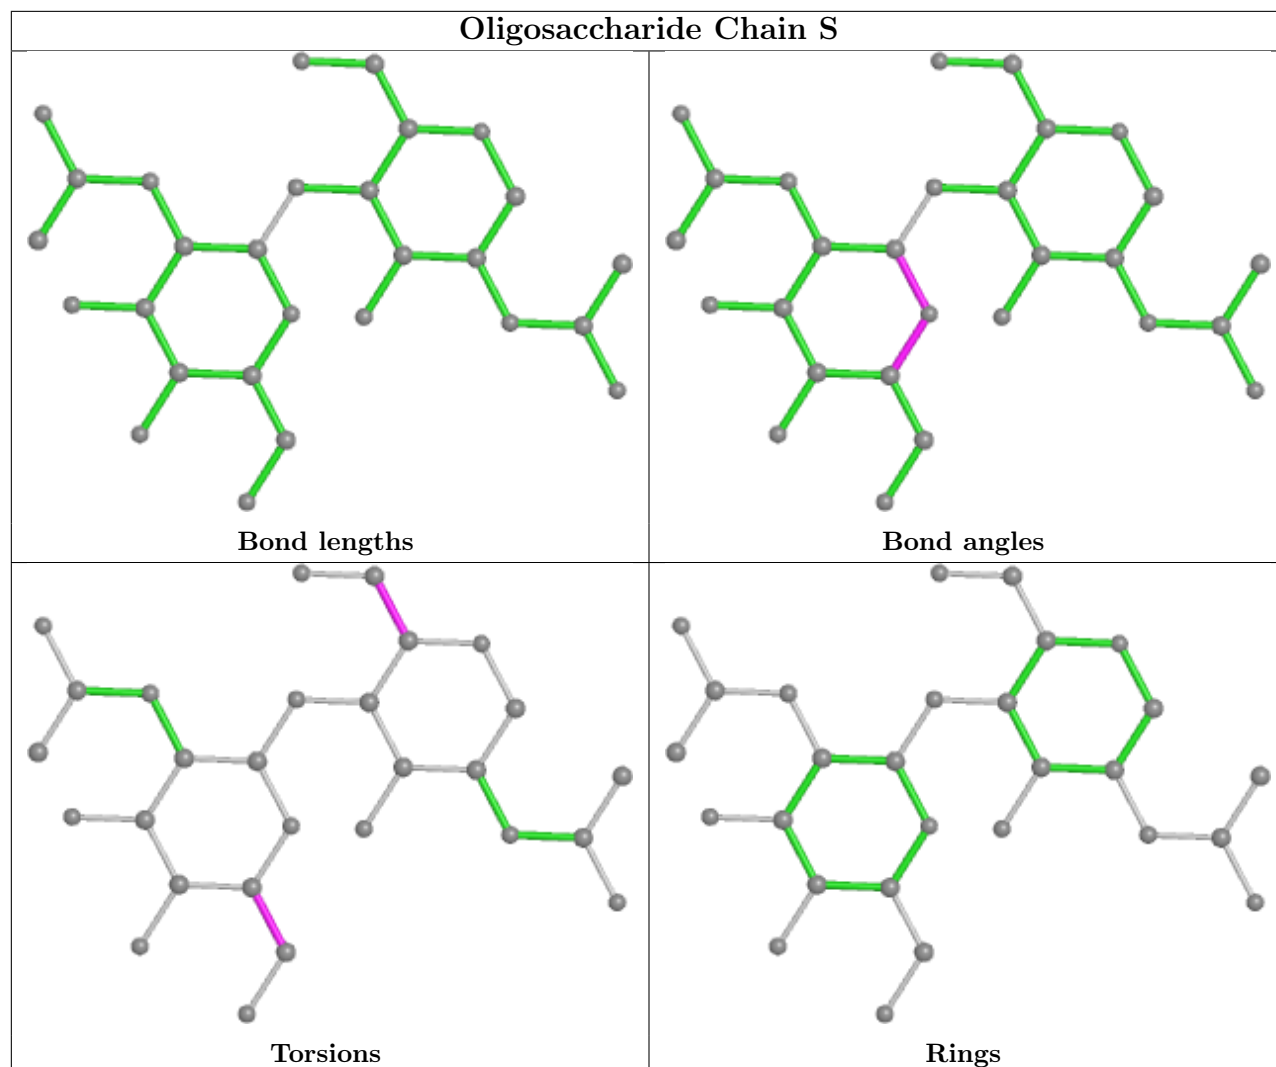 Oligosaccharide Chain S
Bond lengths
Bond angles
Torsions
Rings